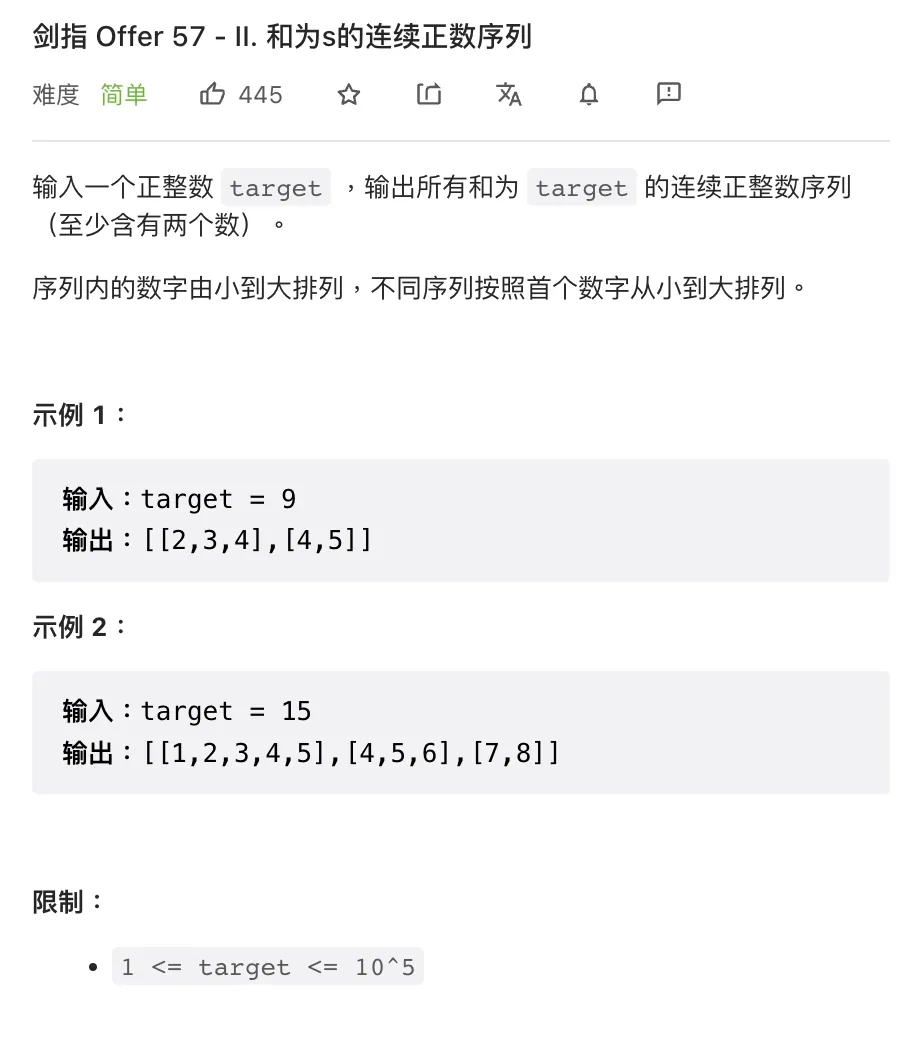 剑指 Offer 57 - II. 和为s的连续正数序列
难度 简单 445
输入一个正整数 target ，输出所有和为 target 的连续正整数序列
（至少含有两个数）。
序列内的数字由小到大排列，不同序列按照首个数字从小到大排列。
示例 1：
输入：target = 9
输出：[[2,3,4],[4,5]]
示例 2：
输入：target = 15
输出：[[1,2,3,4,5],[4,5,6],[7,8]]
限制：
• 1 <= target <= 10^5